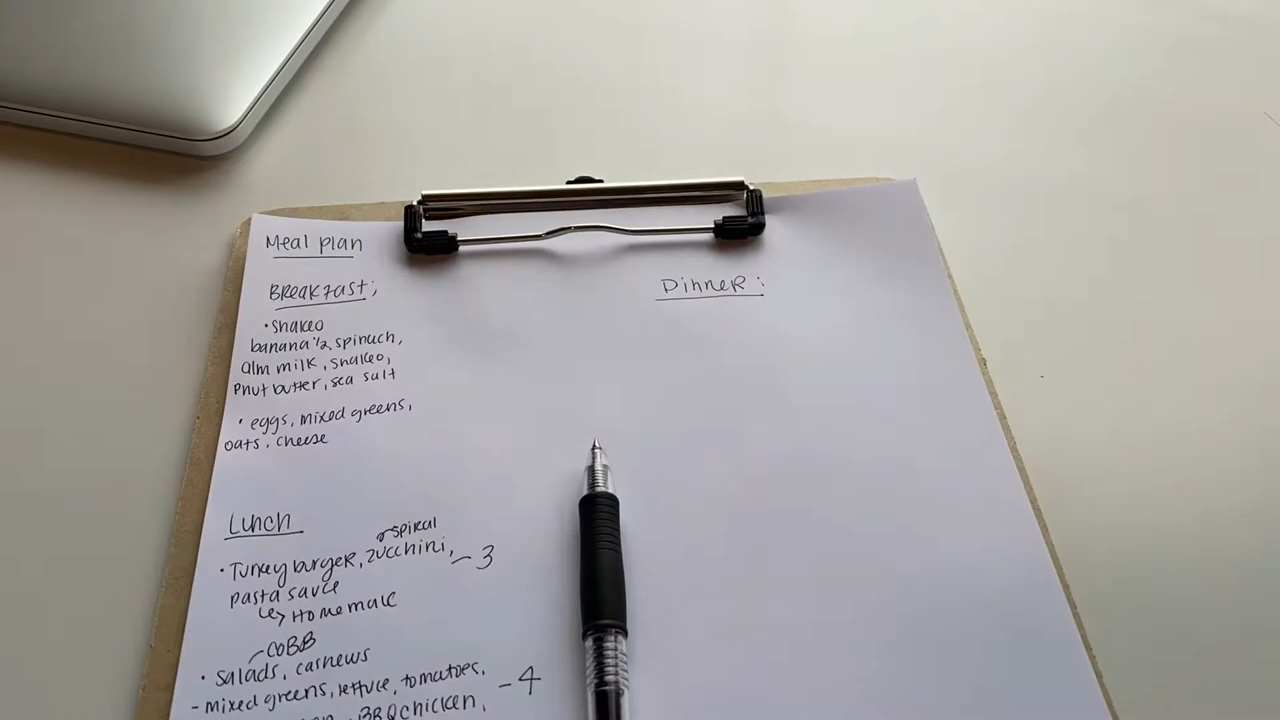 Meal plan
Breakfast;
• Shakeo
banana 1/2, spinach,
alm milk, shakeo,
Pnut butter, sea salt
• eggs, mixed greens,
oats, cheese
Lunch
spiral
• Turkey burger, zucchini, - 3
pasta sauce
↳ Homemade
COBB
• salads, cashews
- mixed greens, lettuce, tomatoes,
BBQ chicken, - 4
Dinner: